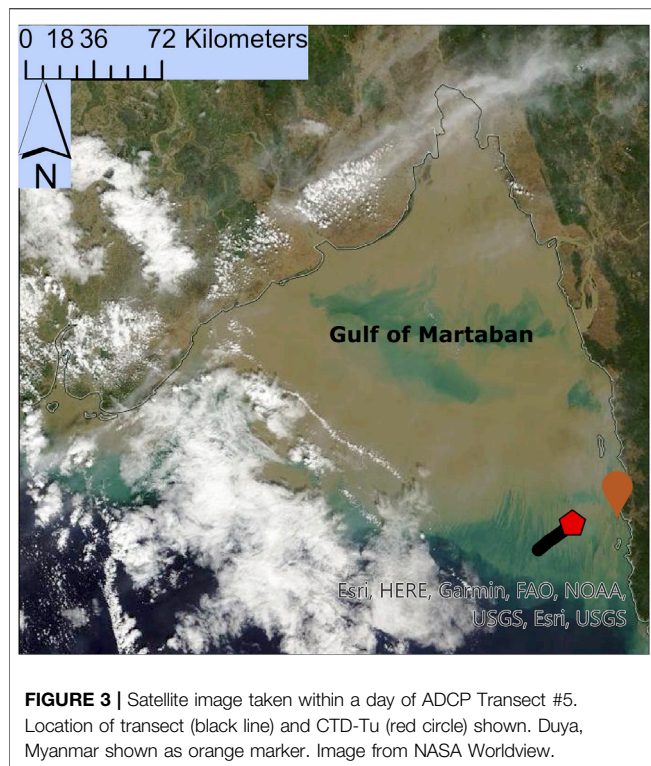 0 18 36 72 Kilometers
N
Gulf of Martaban
Esri, HERE, Garmin, FAO, NOAA,
USGS, Esri, USGS
FIGURE 3 | Satellite image taken within a day of ADCP Transect #5.
Location of transect (black line) and CTD-Tu (red circle) shown. Duya,
Myanmar shown as orange marker. Image from NASA Worldview.